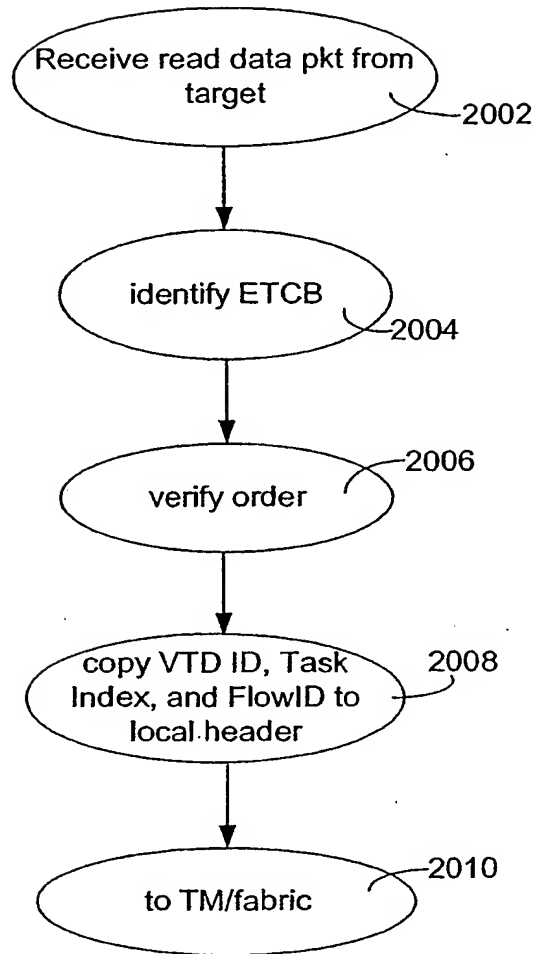 Receive read data pkt from
target
2002
identify ETCB
2004
2006
verify order
copy VTD ID, Task
Index, and FlowID to
local header
2008
2010
to TM/fabric